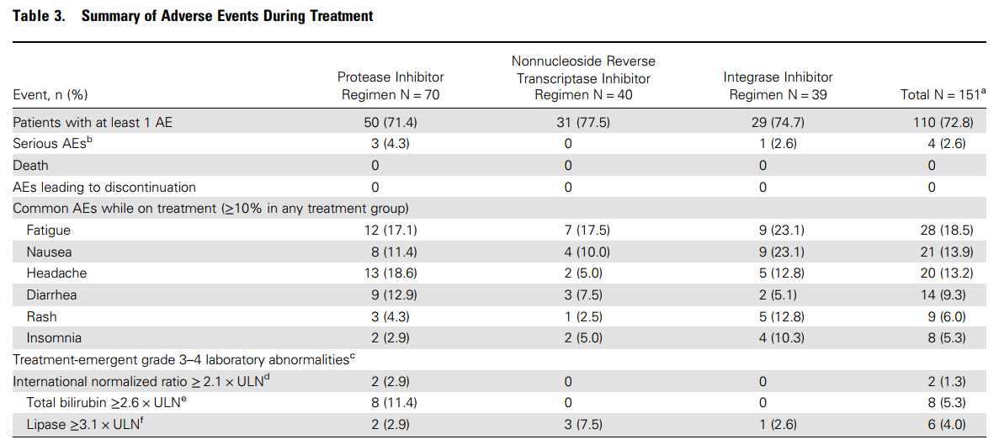 Table 3. Summary of Adverse Events During Treatment
Nonnucleoside Reverse
Protease Inhibitor Transcriptase Inhibitor Integrase Inhibitor
Event, n (%) Regimen N = 70 Regimen N = 40 Regimen N = 39 Total N = 151a
Patients with at least 1 AE 50 (71.4) 31 (77.5) 29 (74.7) 110 (72.8)
Serious AEsb 3 (4.3) 0 1 (2.6) 4 (2.6)
Death 0 0 0 0
AEs leading to discontinuation 0 0 0 0
Common AEs while on treatment (≥10% in any treatment group)
Fatigue 12 (17.1) 7 (17.5) 9 (23.1) 28 (18.5)
Nausea 8 (11.4) 4 (10.0) 9 (23.1) 21 (13.9)
Headache 13 (18.6) 2 (5.0) 5 (12.8) 20 (13.2)
Diarrhea 9 (12.9) 3 (7.5) 2 (5.1) 14 (9.3)
Rash 3 (4.3) 1 (2.5) 5 (12.8) 9 (6.0)
Insomnia 2 (2.9) 2 (5.0) 4 (10.3) 8 (5.3)
Treatment-emergent grade 3–4 laboratory abnormalitiesc
International normalized ratio ≥ 2.1 × ULNd 2 (2.9) 0 0 2 (1.3)
Total bilirubin ≥2.6 × ULNe 8 (11.4) 0 0 8 (5.3)
Lipase ≥3.1 × ULNf 2 (2.9) 3 (7.5) 1 (2.6) 6 (4.0)